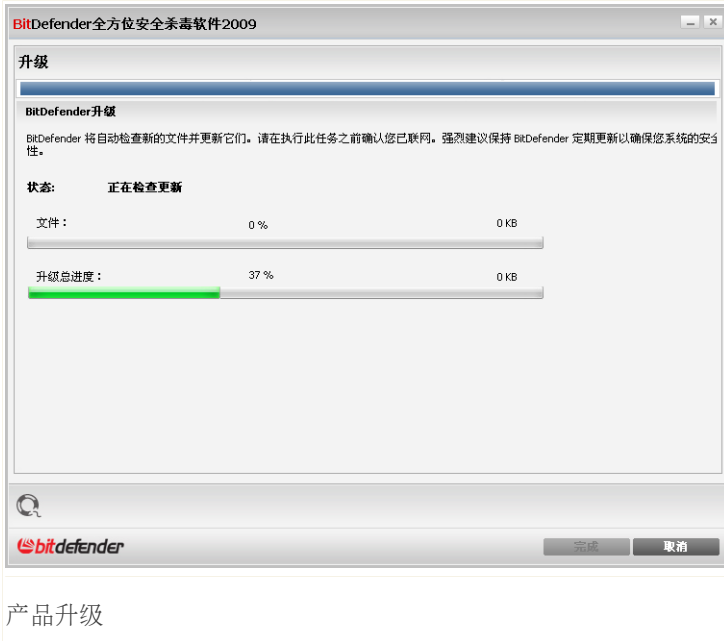 BitDefender全方位安全杀毒软件2009
升级
BitDefender升级
BitDefender 将自动检查新的文件并更新它们。请在执行此任务之前确认您已联网。强烈建议保持 BitDefender 定期更新以确保您系统的安全
性。
状态: 正在检查更新
文件： 0 % 0 KB
升级总进度： 37 % 0 KB
bitdefender
完成 取消
产品升级